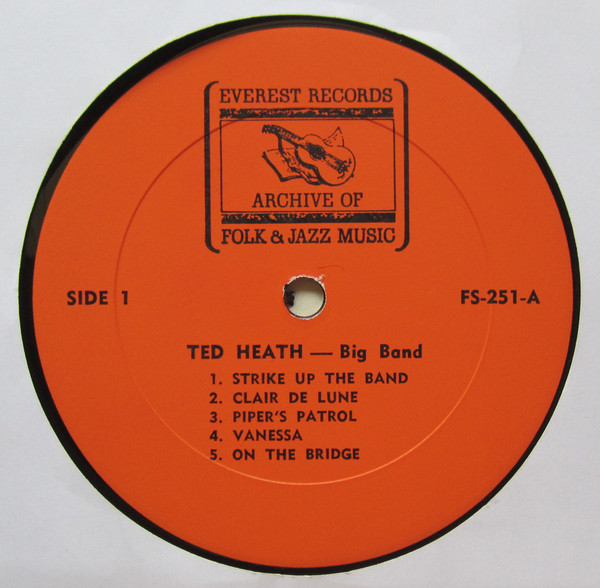 EVEREST RECORDS
ARCHIVE OF
FOLK & JAZZ MUSIC
SIDE 1
FS-251-A
TED HEATH — Big Band
1. STRIKE UP THE BAND
2. CLAIR DE LUNE
3. PIPER'S PATROL
4. VANESSA
5. ON THE BRIDGE